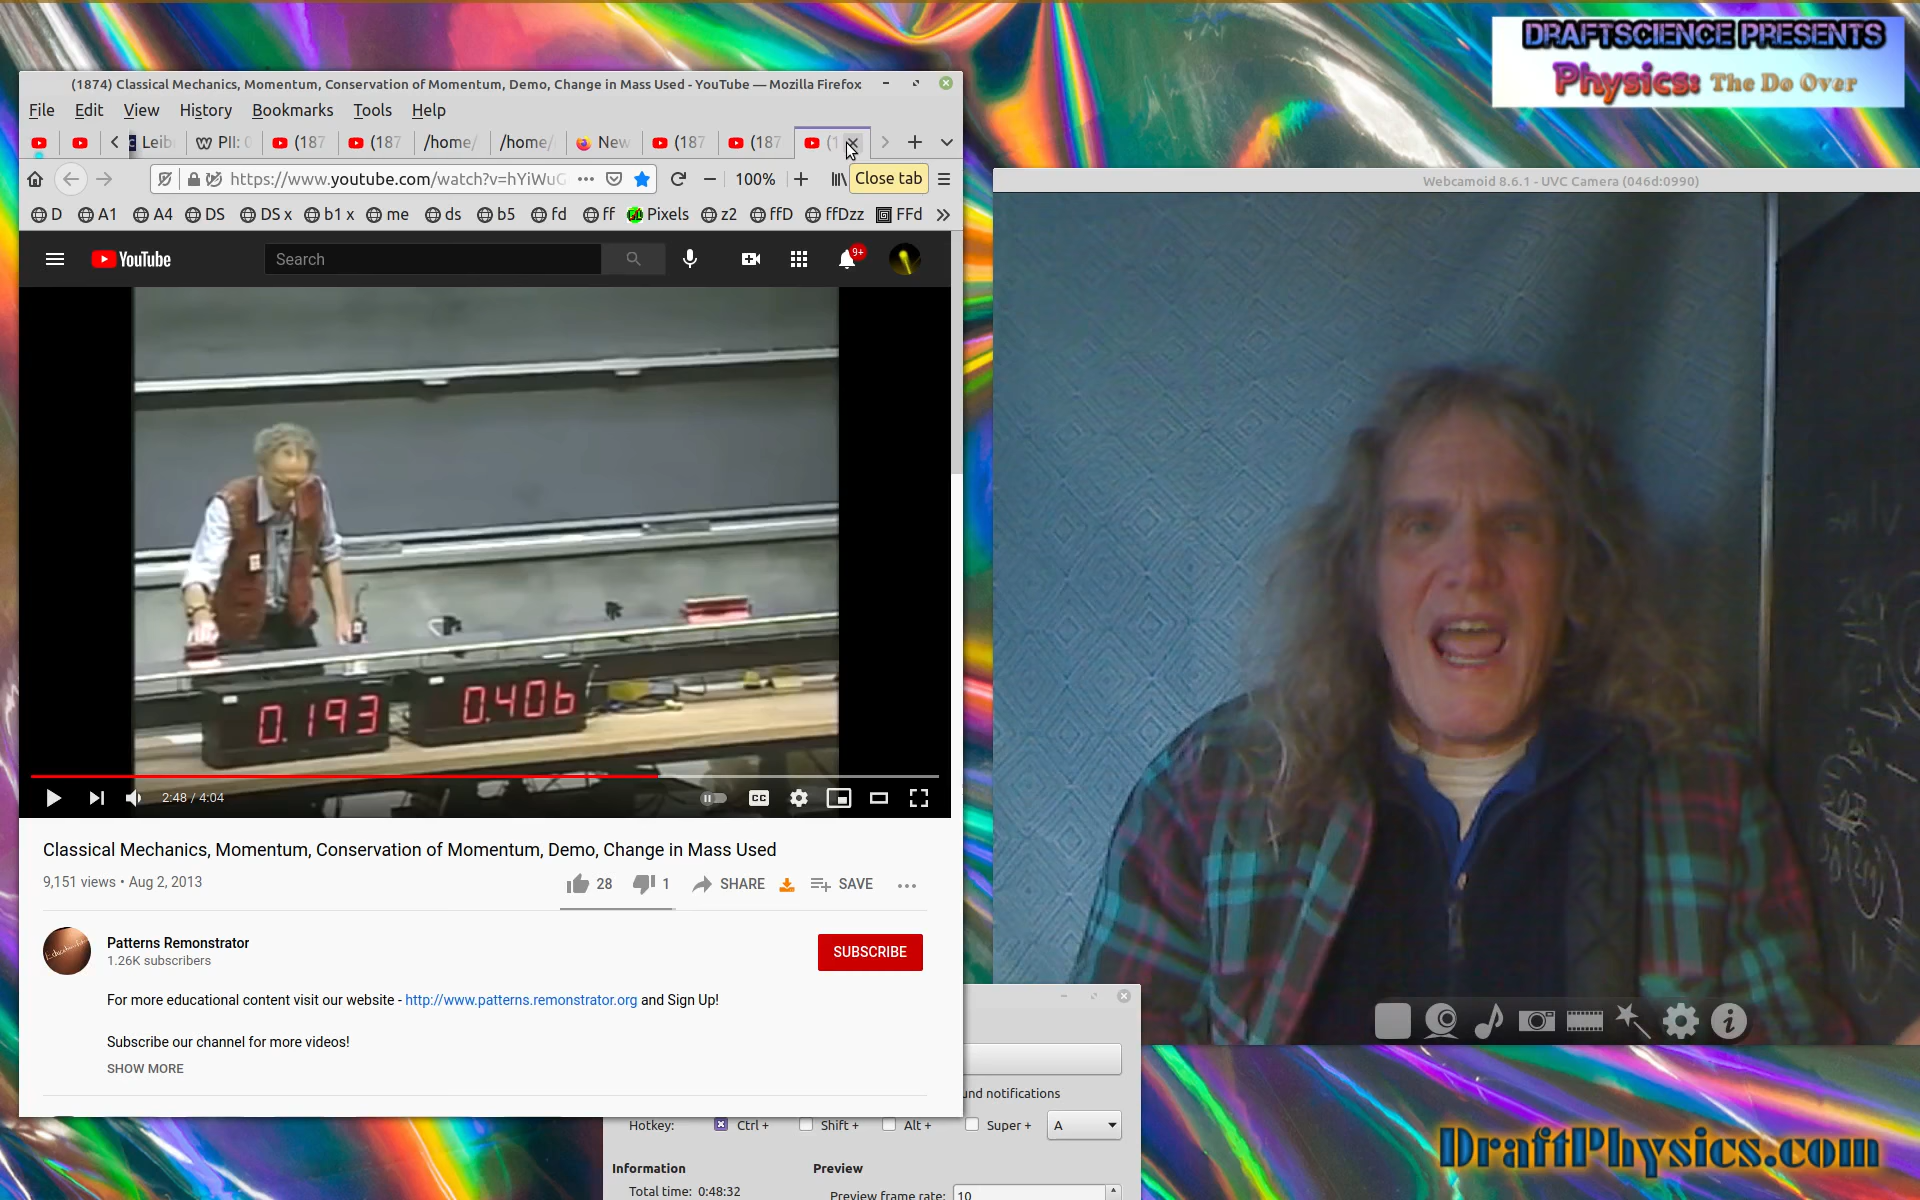 DRAFTSCIENCE PRESENTS
Physics: The Do Over
(1874) Classical Mechanics, Momentum, Conservation of Momentum, Demo, Change in Mass Used - YouTube — Mozilla Firefox
File Edit View History Bookmarks Tools Help
Leib PII: (187 (187 /home/ /home/ New (187 (187 (1
https://www.youtube.com/watch?v=hYiWuG 100% Close tab
D A1 A4 DS DS x b1 x me ds b5 fd ff Pixels z2 ffD ffDzz FFd
Webcamoid 8.6.1 - UVC Camera (046d:0990)
YouTube Search 9+
0.193 0.406
2:48 / 4:04 CC
Classical Mechanics, Momentum, Conservation of Momentum, Demo, Change in Mass Used
9,151 views • Aug 2, 2013 28 1 SHARE SAVE
Patterns Remonstrator
1.26K subscribers
SUBSCRIBE
For more educational content visit our website - http://www.patterns.remonstrator.org and Sign Up!
Subscribe our channel for more videos!
SHOW MORE
und notifications
Hotkey: Ctrl + Shift + Alt + Super + A
Information Preview
Total time: 0:48:32 Preview frame rate: 10
DraftPhysics.com